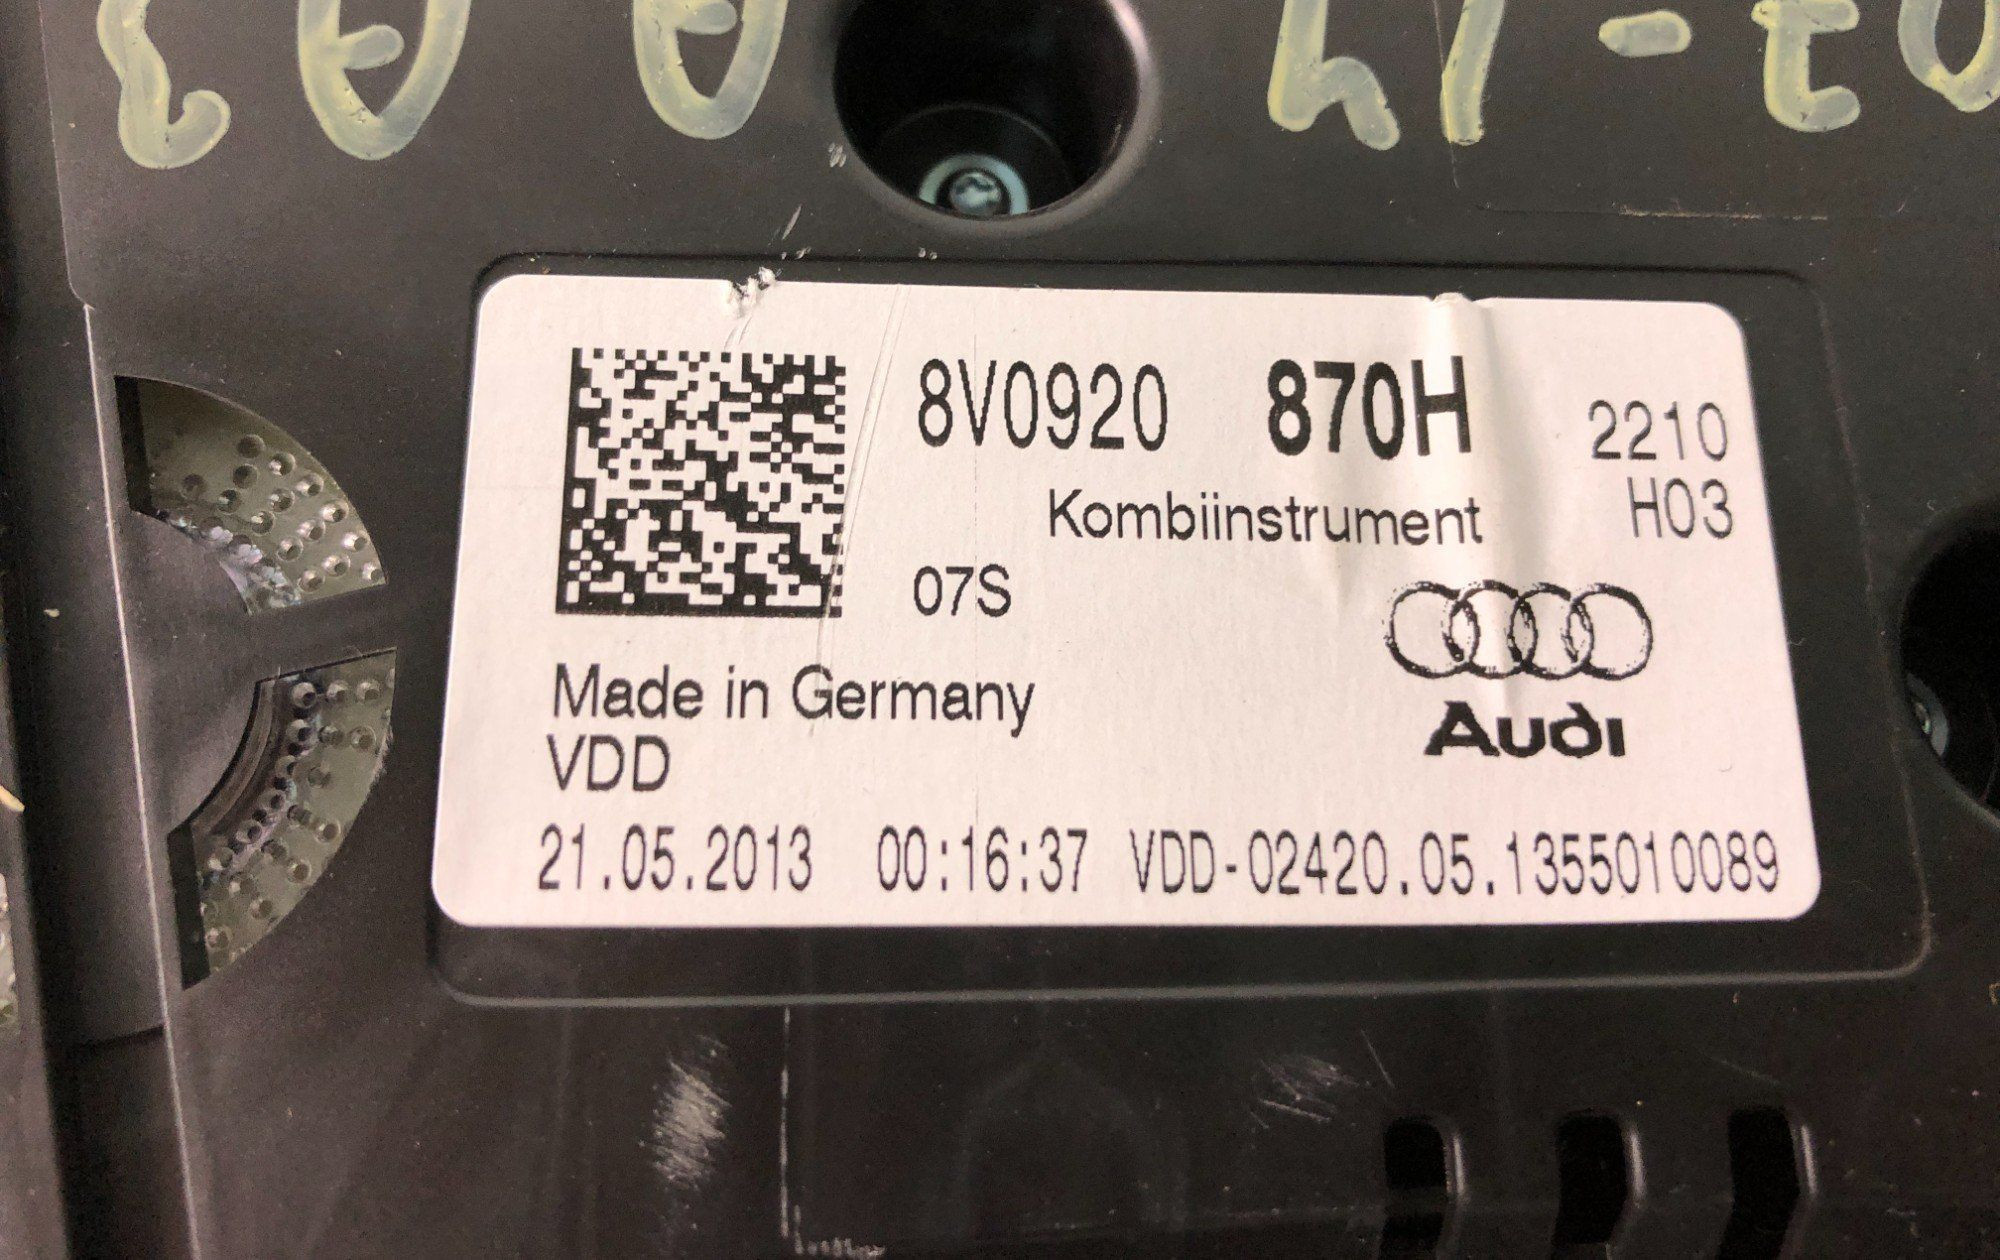 8V0920 870H 2210
Kombiinstrument H03
07S
Audi
Made in Germany
VDD
21.05.2013 00:16:37 VDD-02420.05.1355010089